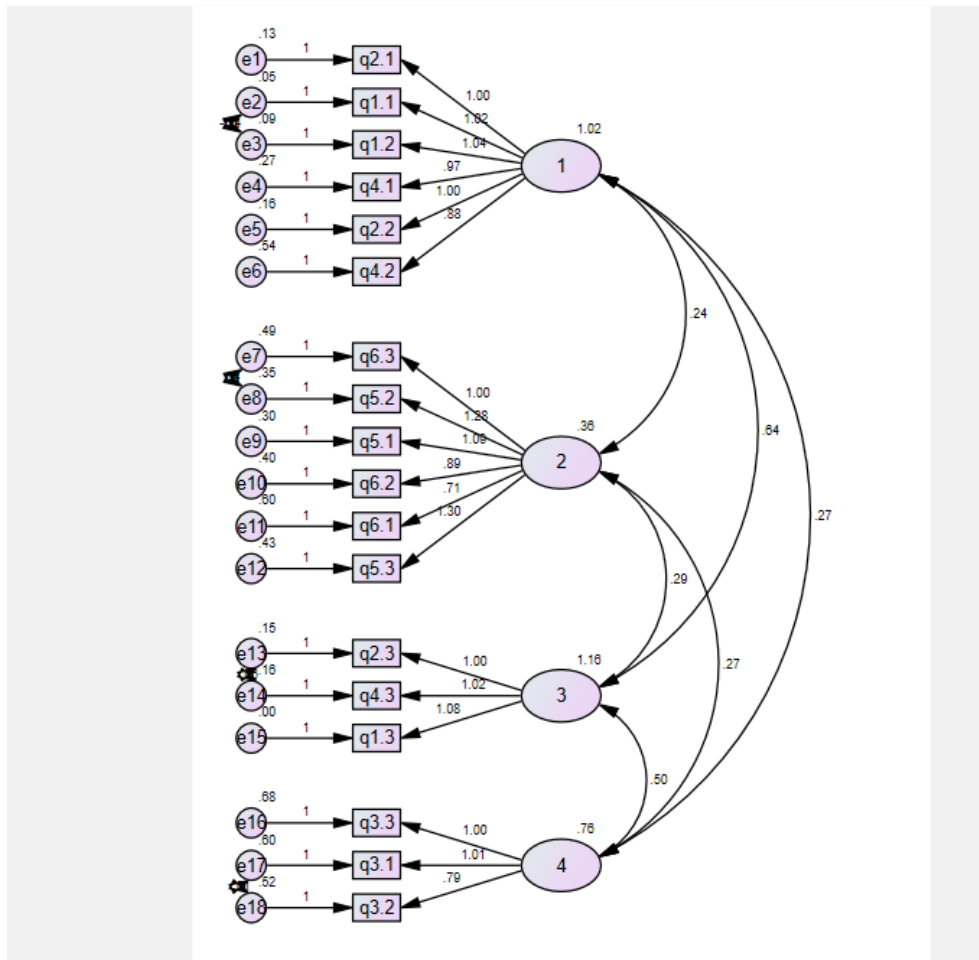 .13
e1 1 q2.1
.05
e2 1 q1.1
.09
e3 1 q1.2
.27
e4 1 q4.1
.16
e5 1 q2.2
.54
e6 1 q4.2
1.00
1.02
1.04
.97
1.00
.88
1.02
1
.24
.49
e7 1 q6.3
.35
e8 1 q5.2
.30
e9 1 q5.1
.40
e10 1 q6.2
.60
e11 1 q6.1
.43
e12 1 q5.3
1.00
1.28
1.09
.89
.71
1.30
.36
2
.64
.27
.29
.15
e13 1 q2.3
.16
e14 1 q4.3
.00
e15 1 q1.3
1.00
1.02
1.08
1.16
3
.27
.50
.68
e16 1 q3.3
.60
e17 1 q3.1
.52
e18 1 q3.2
1.00
1.01
.79
.76
4